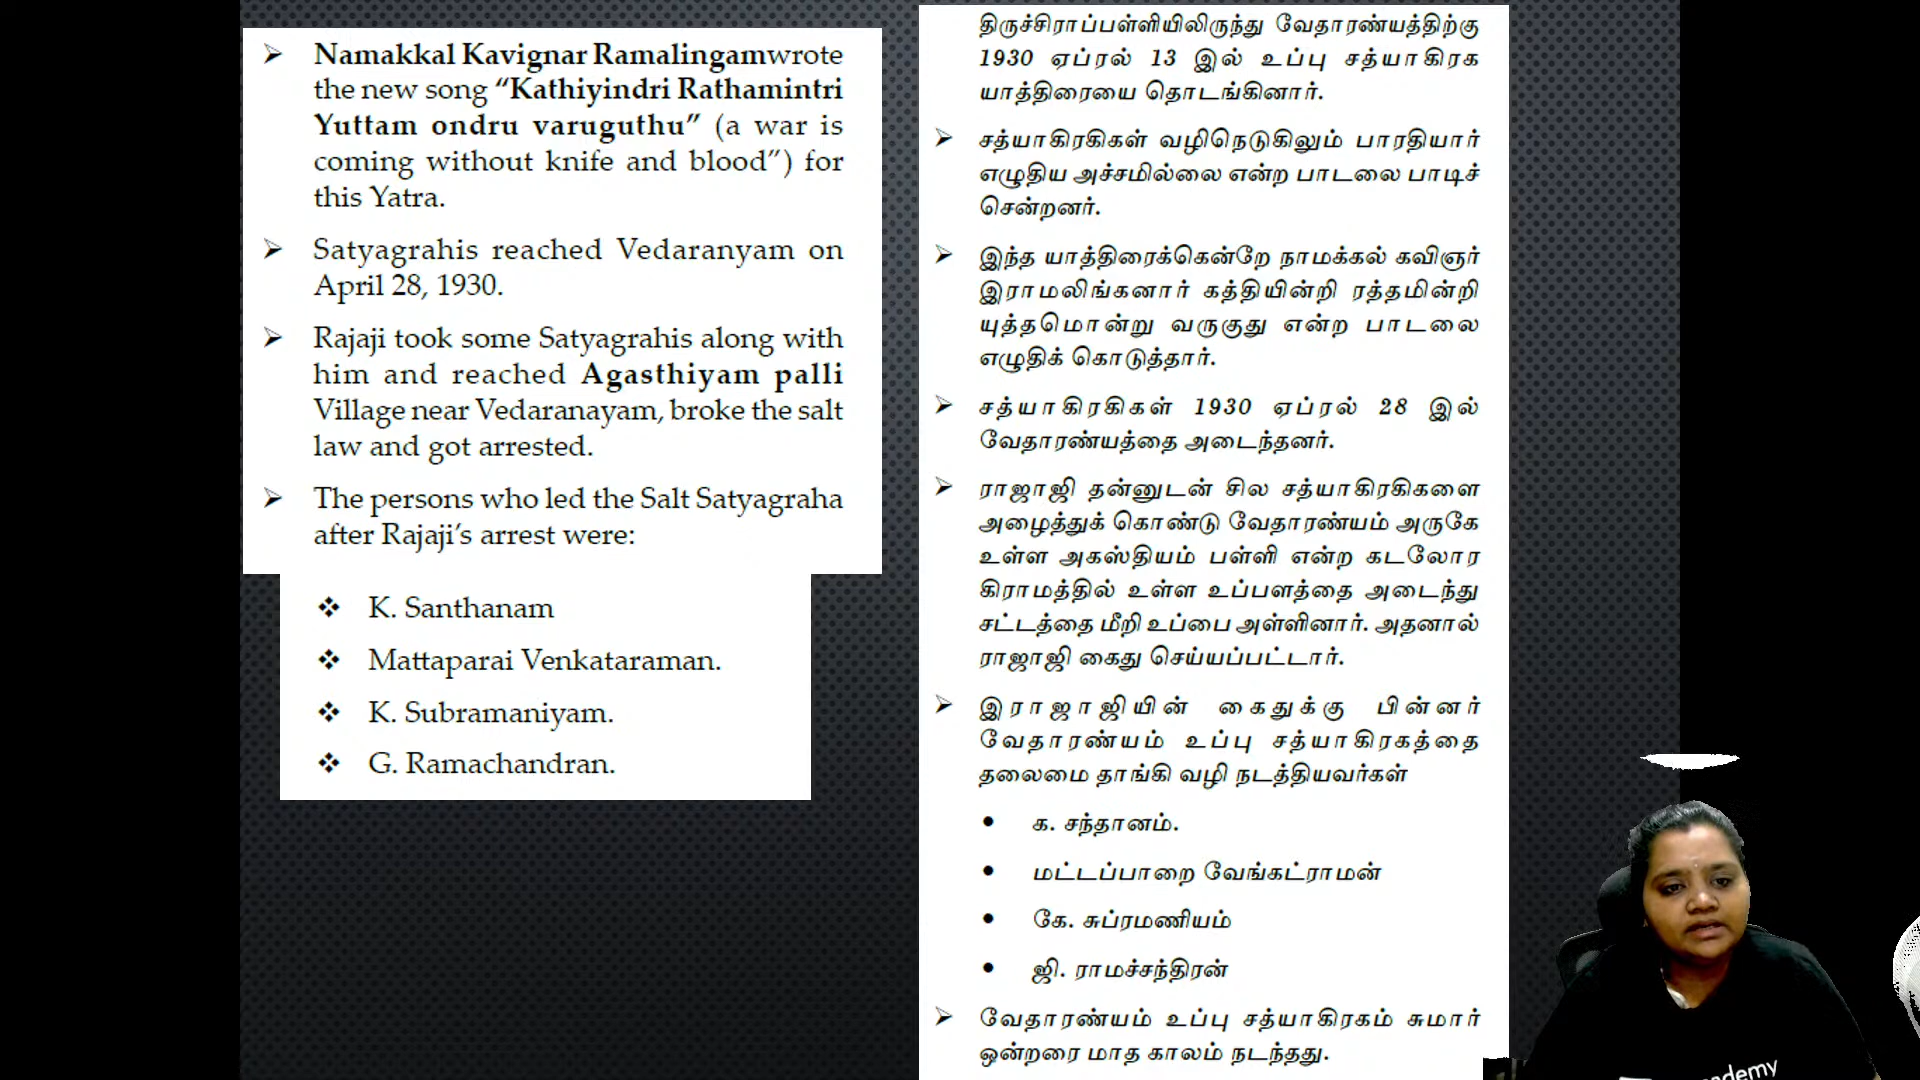 ➢ Namakkal Kavignar Ramalingamwrote
the new song “Kathiyindri Rathamintri
Yuttam ondru varuguthu” (a war is
coming without knife and blood”) for
this Yatra.
➢ Satyagrahis reached Vedaranyam on
April 28, 1930.
➢ Rajaji took some Satyagrahis along with
him and reached Agasthiyam palli
Village near Vedaranayam, broke the salt
law and got arrested.
➢ The persons who led the Salt Satyagraha
after Rajaji’s arrest were:
❖ K. Santhanam
❖ Mattaparai Venkataraman.
❖ K. Subramaniyam.
❖ G. Ramachandran.
திருச்சிராப்பள்ளியிலிருந்து வேதாரண்யத்திற்கு
1930 ஏப்ரல் 13 இல் உப்பு சத்யாகிரக
யாத்திரையை தொடங்கினார்.
➢ சத்யாகிரகிகள் வழிநெடுகிலும் பாரதியார்
எழுதிய அச்சமில்லை என்ற பாடலை பாடிச்
சென்றனர்.
➢ இந்த யாத்திரைக்கென்றே நாமக்கல் கவிஞர்
இராமலிங்கனார் கத்தியின்றி ரத்தமின்றி
யுத்தமொன்று வருகுது என்ற பாடலை
எழுதிக் கொடுத்தார்.
➢ சத்யாகிரகிகள் 1930 ஏப்ரல் 28 இல்
வேதாரண்யத்தை அடைந்தனர்.
➢ ராஜாஜி தன்னுடன் சில சத்யாகிரகிகளை
அழைத்துக் கொண்டு வேதாரண்யம் அருகே
உள்ள அகஸ்தியம் பள்ளி என்ற கடலோர
கிராமத்தில் உள்ள உப்பளத்தை அடைந்து
சட்டத்தை மீறி உப்பை அள்ளினார். அதனால்
ராஜாஜி கைது செய்யப்பட்டார்.
➢ இராஜாஜியின் கைதுக்கு பின்னர்
வேதாரண்யம் உப்பு சத்யாகிரகத்தை
தலைமை தாங்கி வழி நடத்தியவர்கள்
• க. சந்தானம்.
• மட்டப்பாறை வேங்கட்ராமன்
• கே. சுப்ரமணியம்
• ஜி. ராமச்சந்திரன்
➢ வேதாரண்யம் உப்பு சத்யாகிரகம் சுமார்
ஒன்றரை மாத காலம் நடந்தது.